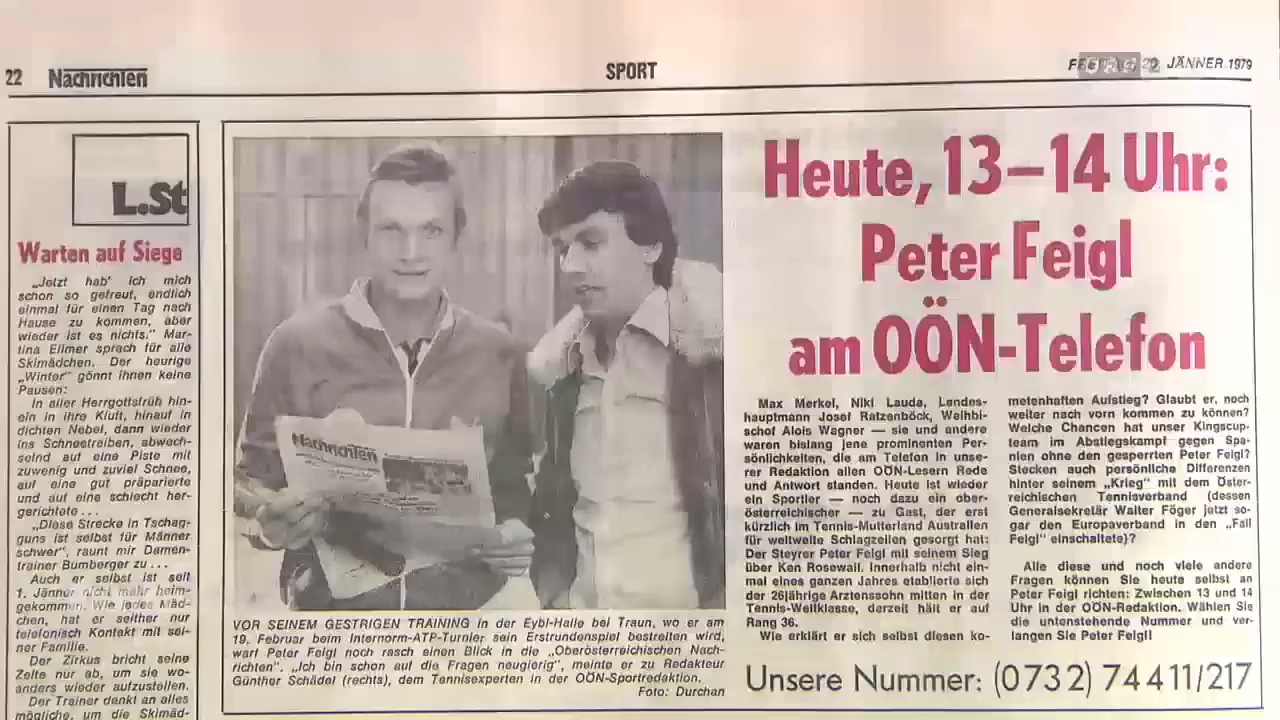 22 Nachrichten
SPORT
JÄNNER 1979
L.St
Warten auf Siege
„Jetzt hab' ich mich
schon so gefreut, endlich
einmal für einen Tag nach
Hause zu kommen, aber
wieder ist es nichts." Mar-
tina Ellmer sprach für alle
Skimädchen. Der heurige
„Winter" gönnt ihnen keine
Pausen:
In aller Herrgottsfrüh hin-
ein in ihre Kluft, hinauf in
dichten Nebel, dann wieder
ins Schneetreiben, abwech-
selnd auf eine Piste mit
zuwenig und zuviel Schnee,
auf eine gut präparierte
und auf eine schlecht her-
gerichtete ...
„Diese Strecke in Tschag-
guns ist selbst für Männer
schwer", raunt mir Damen-
trainer Bumberger zu ...
Auch er selbst ist seit
1. Jänner nicht mehr heim-
gekommen. Wie jedes Mäd-
chen, hat er seither nur
telefonisch Kontakt mit sei-
ner Familie.
Der Zirkus bricht seine
Zelte nur ab, um sie wo-
anders wieder aufzustellen.
Der Trainer denkt an alles
mögliche, um die Skimäd-
Nachrichten
VOR SEINEM GESTRIGEN TRAINING in der Eybl-Halle bei Traun, wo er am
19. Februar beim Internorm-ATP-Turnier sein Erstrundenspiel bestreiten wird,
warf Peter Feigl noch rasch einen Blick in die „Oberösterreichischen Nach-
richten". „Ich bin schon auf die Fragen neugierig", meinte er zu Redakteur
Günther Schädel (rechts), dem Tennisexperten in der OÖN-Sportredaktion.
Foto: Durchan
Heute, 13–14 Uhr:
Peter Feigl
am OÖN-Telefon
Max Merkel, Niki Lauda, Landes-
hauptmann Josef Ratzenböck, Weihbi-
schof Alois Wagner — sie und andere
waren bislang jene prominenten Per-
sönlichkeiten, die am Telefon in unse-
rer Redaktion allen OÖN-Lesern Rede
und Antwort standen. Heute ist wieder
ein Sportler — noch dazu ein ober-
österreichischer — zu Gast, der erst
kürzlich im Tennis-Mutterland Australien
für weltweite Schlagzeilen gesorgt hat:
Der Steyrer Peter Feigl mit seinem Sieg
über Ken Rosewall. Innerhalb nicht ein-
mal eines ganzen Jahres etablierte sich
der 26jährige Arztenssohn mitten in der
Tennis-Weltklasse, derzeit hält er auf
Rang 36.
Wie erklärt er sich selbst diesen ko-
metenhaften Aufstieg? Glaubt er, noch
weiter nach vorn kommen zu können?
Welche Chancen hat unser Kingscup-
team im Abstiegskampf gegen Spa-
nien ohne den gesperrten Peter Feigl?
Stecken auch persönliche Differenzen
hinter seinem „Krieg" mit dem Öster-
reichischen Tennisverband (dessen
Generalsekretär Walter Föger jetzt so-
gar den Europaverband in den „Fall
Feigl" einschaltete)?
Alle diese und noch viele andere
Fragen können Sie heute selbst an
Peter Feigl richten: Zwischen 13 und 14
Uhr in der OÖN-Redaktion. Wählen Sie
die untenstehende Nummer und ver-
langen Sie Peter Feigl!
Unsere Nummer: (0732) 74411/217